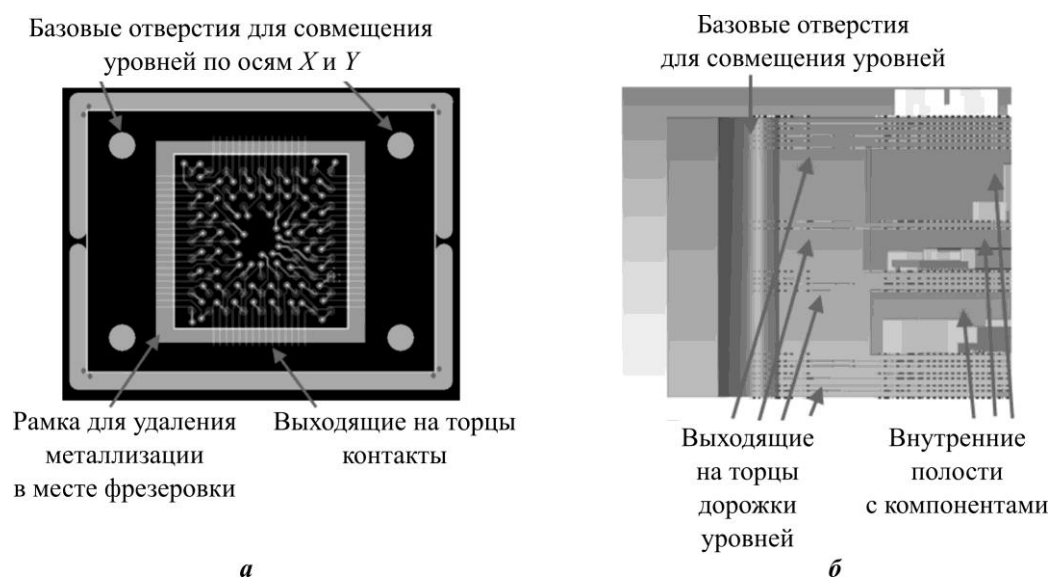 Базовые отверстия для совмещения
уровней по осям X и Y
Рамка для удаления
металлизации
в месте фрезеровки
Выходящие на торцы
контакты
а
Базовые отверстия
для совмещения уровней
Выходящие
на торцы
дорожки
уровней
Внутренние
полости
с компонентами
б